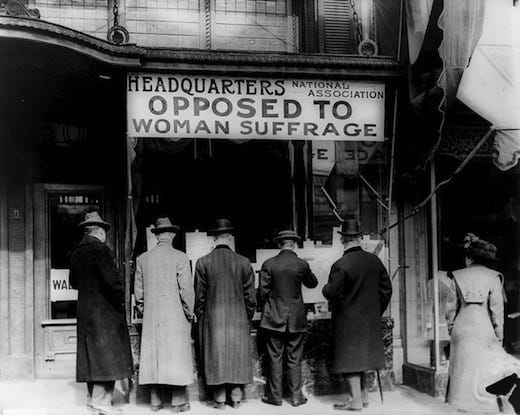 HEADQUARTERS NATIONAL ASSOCIATION
OPPOSED TO
WOMAN SUFFRAGE